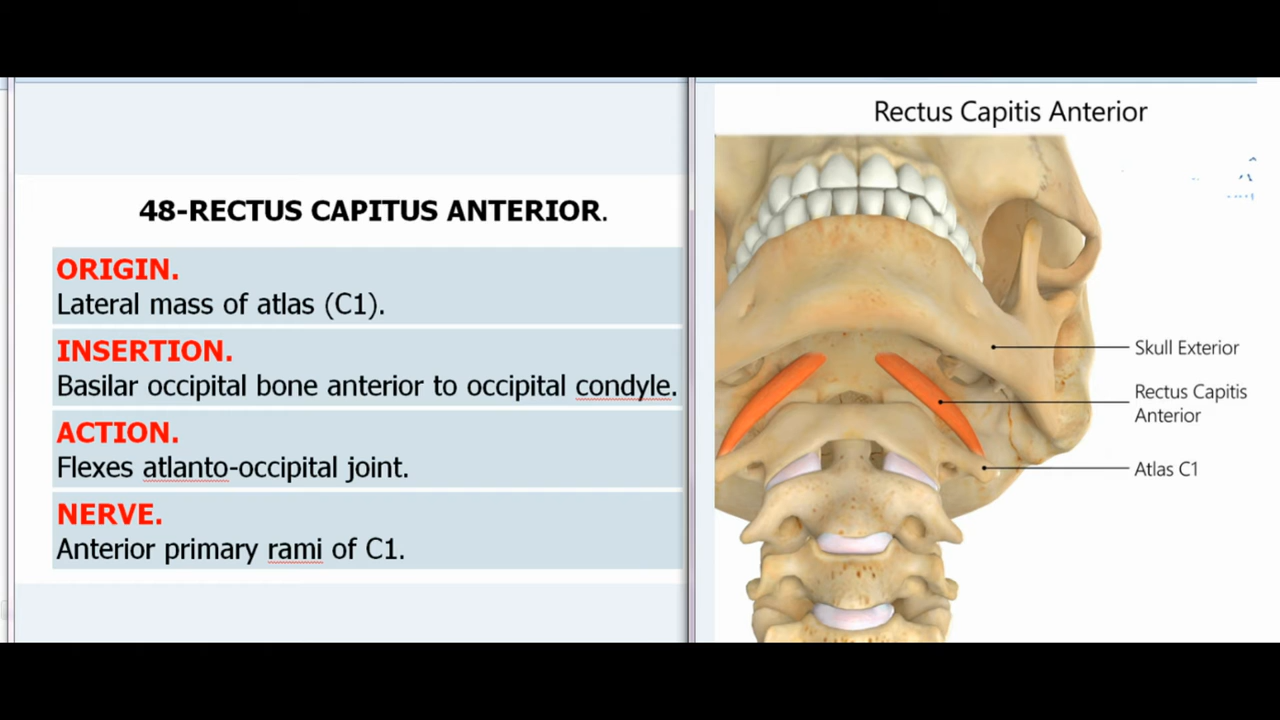 48-RECTUS CAPITUS ANTERIOR.
ORIGIN.
Lateral mass of atlas (C1).
INSERTION.
Basilar occipital bone anterior to occipital condyle.
ACTION.
Flexes atlanto-occipital joint.
NERVE.
Anterior primary rami of C1.
Rectus Capitis Anterior
Skull Exterior
Rectus Capitis
Anterior
Atlas C1